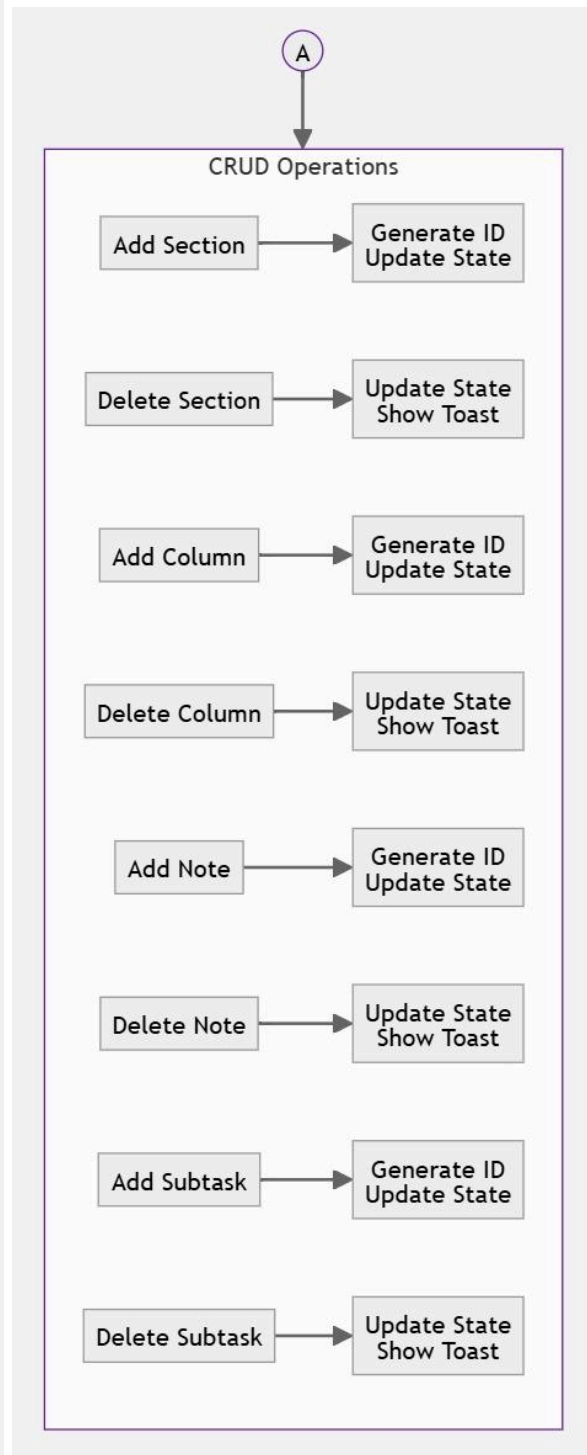 A
CRUD Operations
Add Section
Generate ID
Update State
Delete Section
Update State
Show Toast
Add Column
Generate ID
Update State
Delete Column
Update State
Show Toast
Add Note
Generate ID
Update State
Delete Note
Update State
Show Toast
Add Subtask
Generate ID
Update State
Delete Subtask
Update State
Show Toast